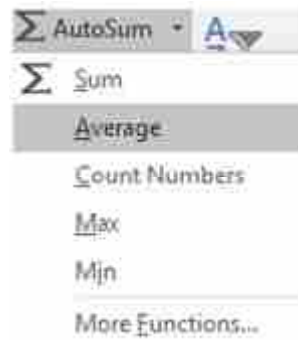 Σ AutoSum A
Σ Sum
Average
Count Numbers
Max
Min
More Functions...